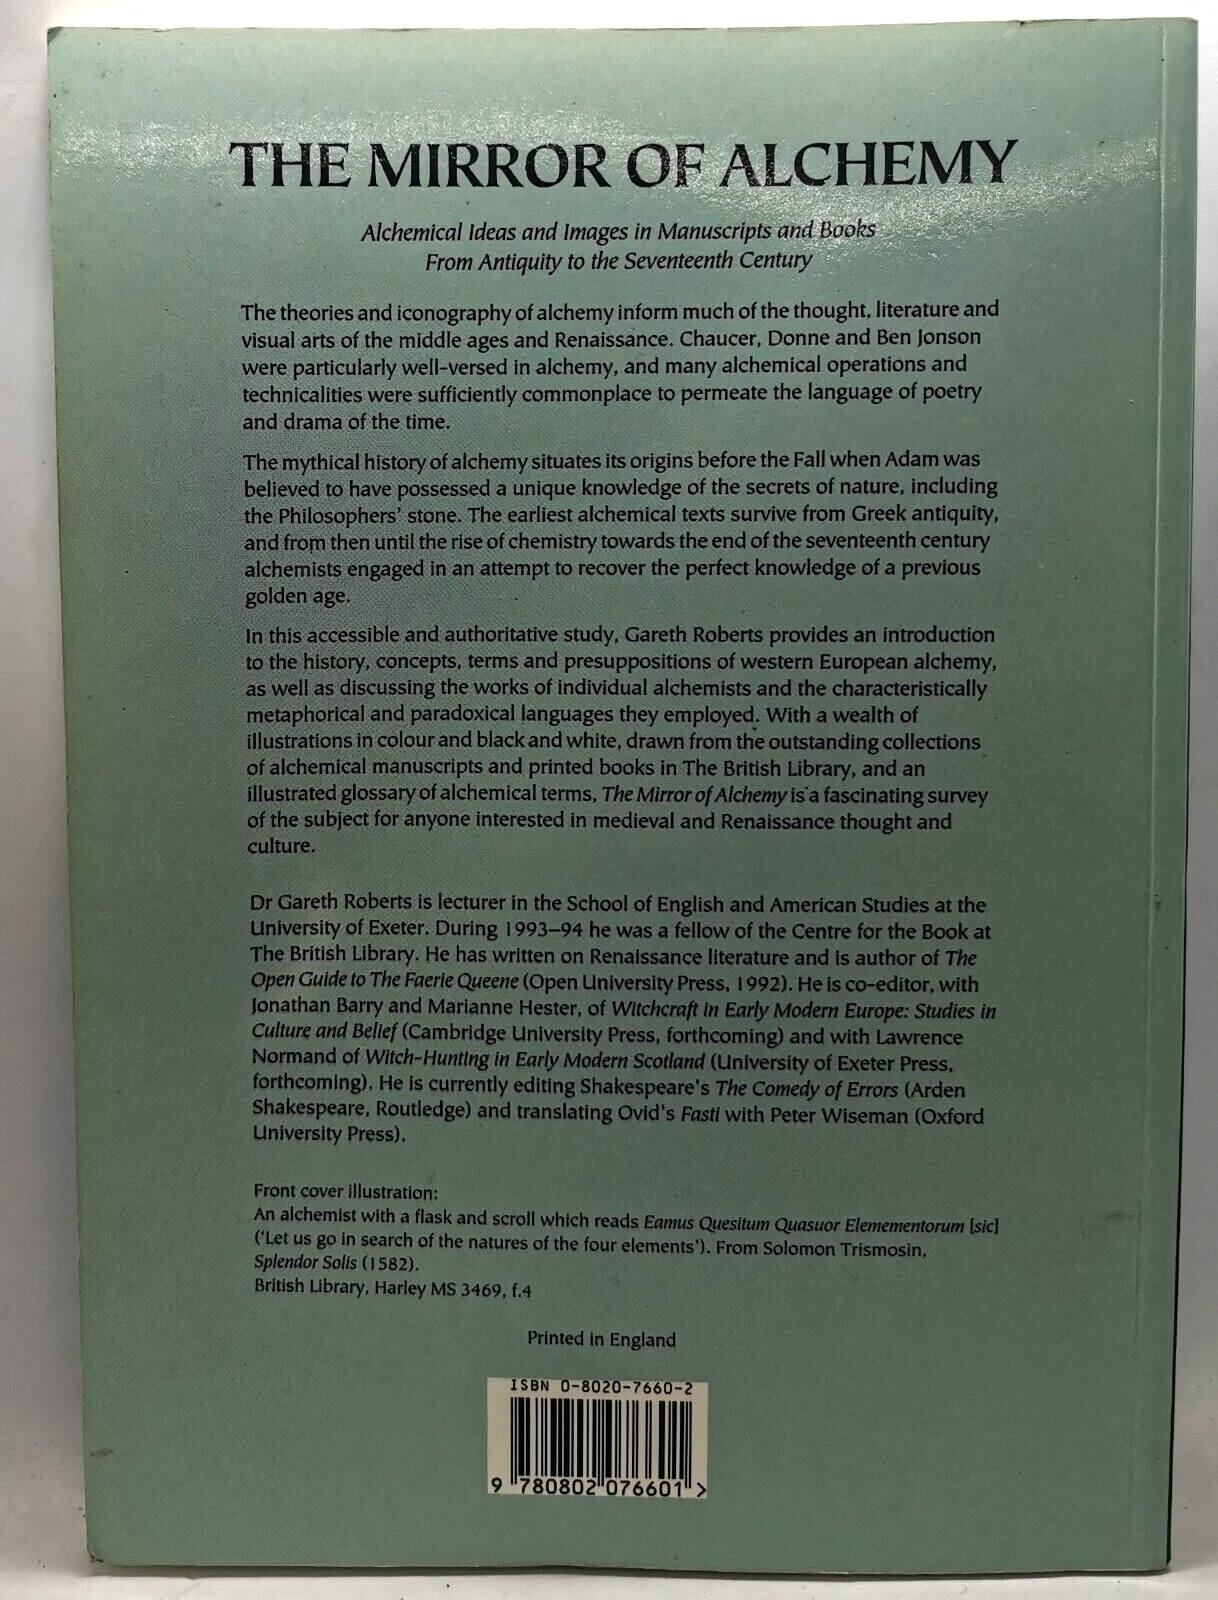 THE MIRROR OF ALCHEMY
Alchemical Ideas and Images in Manuscripts and Books
From Antiquity to the Seventeenth Century
The theories and iconography of alchemy inform much of the thought, literature and
visual arts of the middle ages and Renaissance. Chaucer, Donne and Ben Jonson
were particularly well-versed in alchemy, and many alchemical operations and
technicalities were sufficiently commonplace to permeate the language of poetry
and drama of the time.
The mythical history of alchemy situates its origins before the Fall when Adam was
believed to have possessed a unique knowledge of the secrets of nature, including
the Philosophers' stone. The earliest alchemical texts survive from Greek antiquity,
and from then until the rise of chemistry towards the end of the seventeenth century
alchemists engaged in an attempt to recover the perfect knowledge of a previous
golden age.
In this accessible and authoritative study, Gareth Roberts provides an introduction
to the history, concepts, terms and presuppositions of western European alchemy,
as well as discussing the works of individual alchemists and the characteristically
metaphorical and paradoxical languages they employed. With a wealth of
illustrations in colour and black and white, drawn from the outstanding collections
of alchemical manuscripts and printed books in The British Library, and an
illustrated glossary of alchemical terms, The Mirror of Alchemy is a fascinating survey
of the subject for anyone interested in medieval and Renaissance thought and
culture.
Dr Gareth Roberts is lecturer in the School of English and American Studies at the
University of Exeter. During 1993–94 he was a fellow of the Centre for the Book at
The British Library. He has written on Renaissance literature and is author of The
Open Guide to The Faerie Queene (Open University Press, 1992). He is co-editor, with
Jonathan Barry and Marianne Hester, of Witchcraft in Early Modern Europe: Studies in
Culture and Belief (Cambridge University Press, forthcoming) and with Lawrence
Normand of Witch-Hunting in Early Modern Scotland (University of Exeter Press,
forthcoming). He is currently editing Shakespeare's The Comedy of Errors (Arden
Shakespeare, Routledge) and translating Ovid's Fasti with Peter Wiseman (Oxford
University Press).
Front cover illustration:
An alchemist with a flask and scroll which reads Eamus Quesitum Quasuor Elemementorum [sic]
('Let us go in search of the natures of the four elements'). From Solomon Trismosin,
Splendor Solis (1582).
British Library, Harley MS 3469, f.4
Printed in England
ISBN 0-8020-7660-2
9 780802 076601 >